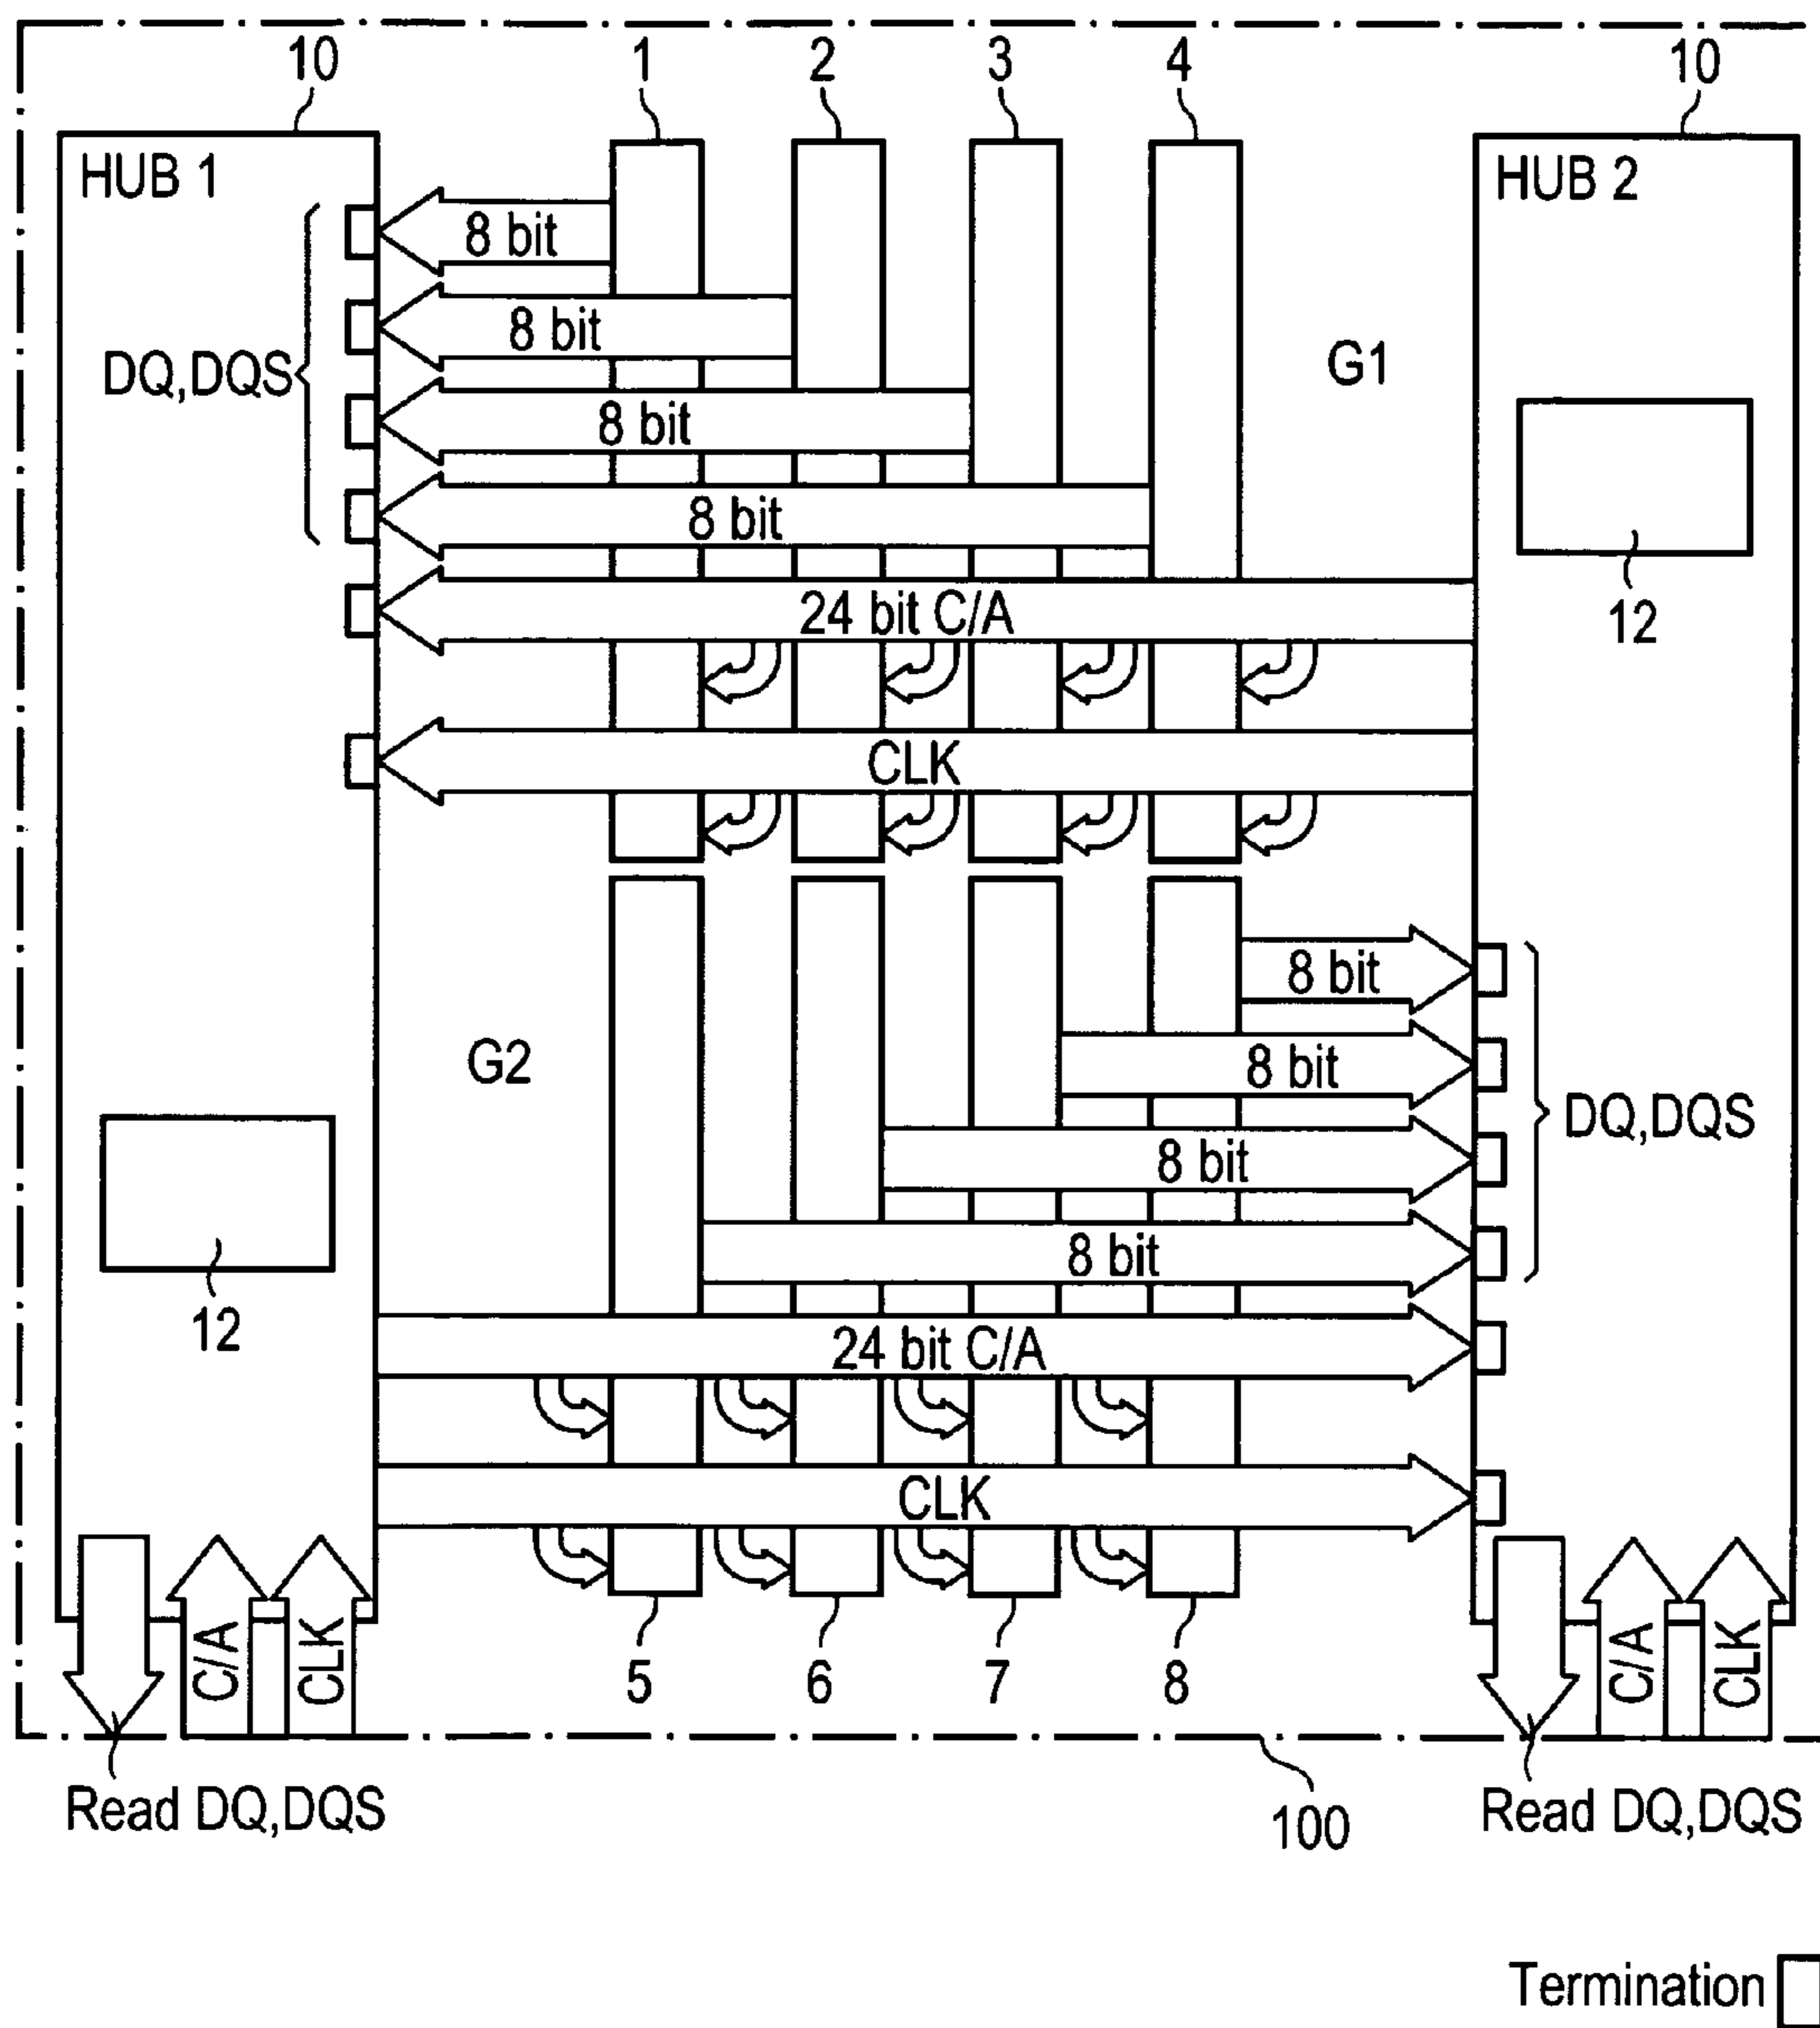 10
1
2
3
4
10
HUB 1
HUB 2
8 bit
8 bit
DQ,DQS
G1
8 bit
8 bit
24 bit C/A
12
CLK
8 bit
G2
8 bit
DQ,DQS
8 bit
8 bit
12
24 bit C/A
CLK
C/A
CLK
5
6
7
8
C/A
CLK
Read DQ,DQS
100
Read DQ,DQS
Termination